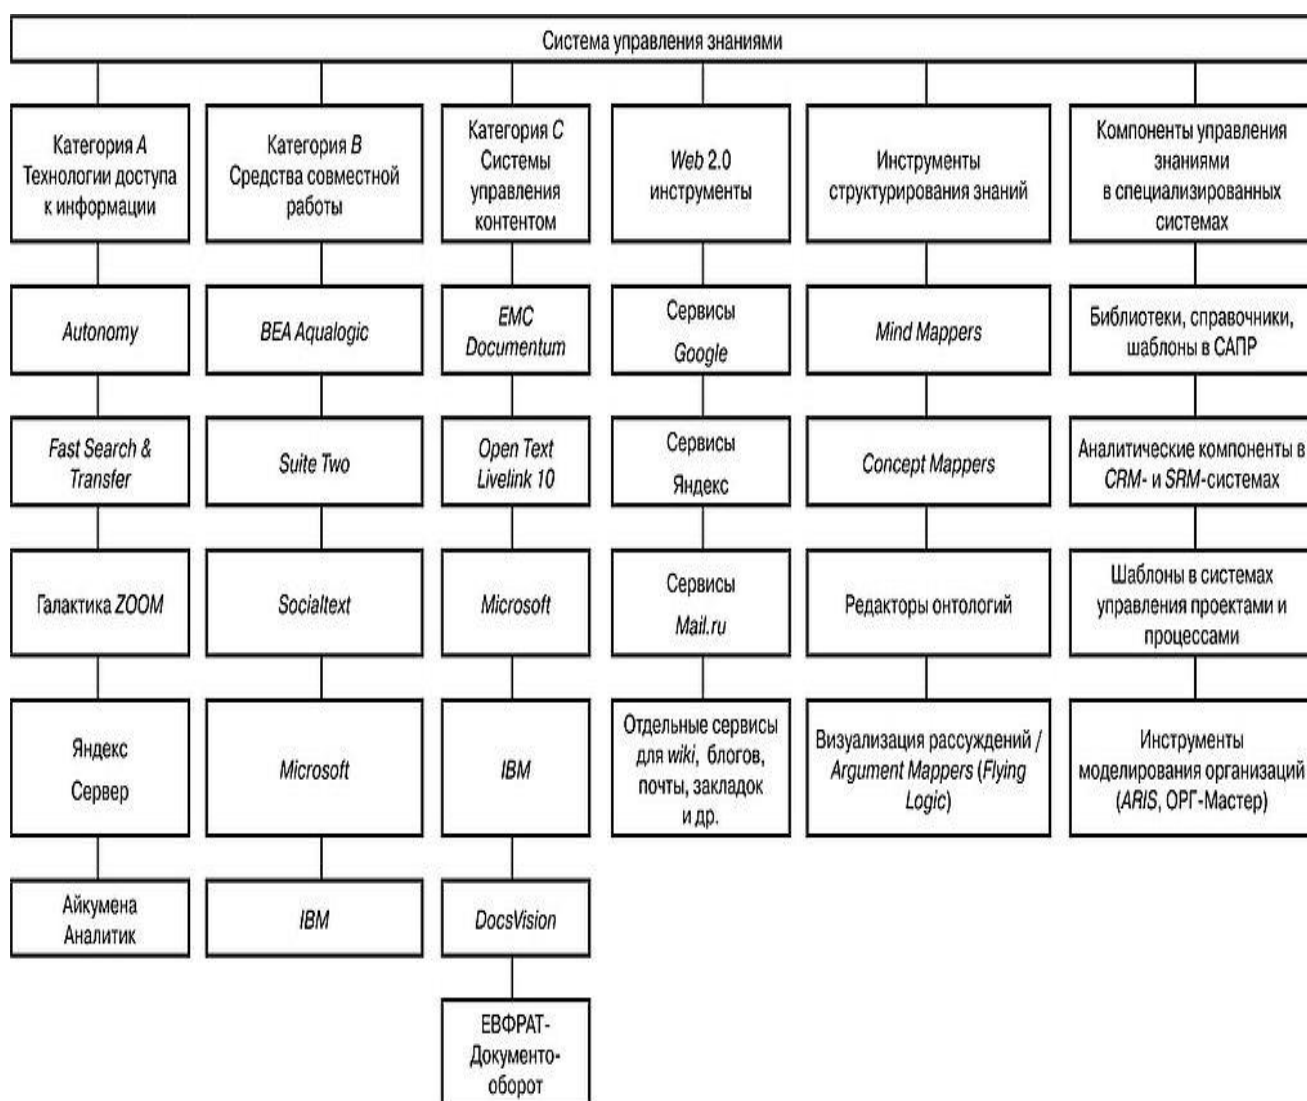 Система управления знаниями
Категория A
Технологии доступа
к информации
Категория B
Средства совместной
работы
Категория C
Системы
управления
контентом
Web 2.0
инструменты
Инструменты
структурирования знаний
Компоненты управления
знаниями
в специализированных
системах
Autonomy
BEA Aqualogic
EMC
Documentum
Сервисы
Google
Mind Mappers
Библиотеки, справочники,
шаблоны в САПР
Fast Search &
Transfer
Suite Two
Open Text
Livelink 10
Сервисы
Яндекс
Concept Mappers
Аналитические компоненты в
CRM- и SRM-системах
Галактика ZOOM
Socialtext
Microsoft
Сервисы
Mail.ru
Редакторы онтологий
Шаблоны в системах
управления проектами и
процессами
Яндекс
Сервер
Microsoft
IBM
Отдельные сервисы
для wiki, блогов,
почты, закладок
и др.
Визуализация рассуждений /
Argument Mappers (Flying
Logic)
Инструменты
моделирования организаций
(ARIS, ОРГ-Мастер)
Айкумена
Аналитик
IBM
DocsVision
ЕВФРАТ-
Документо-
оборот